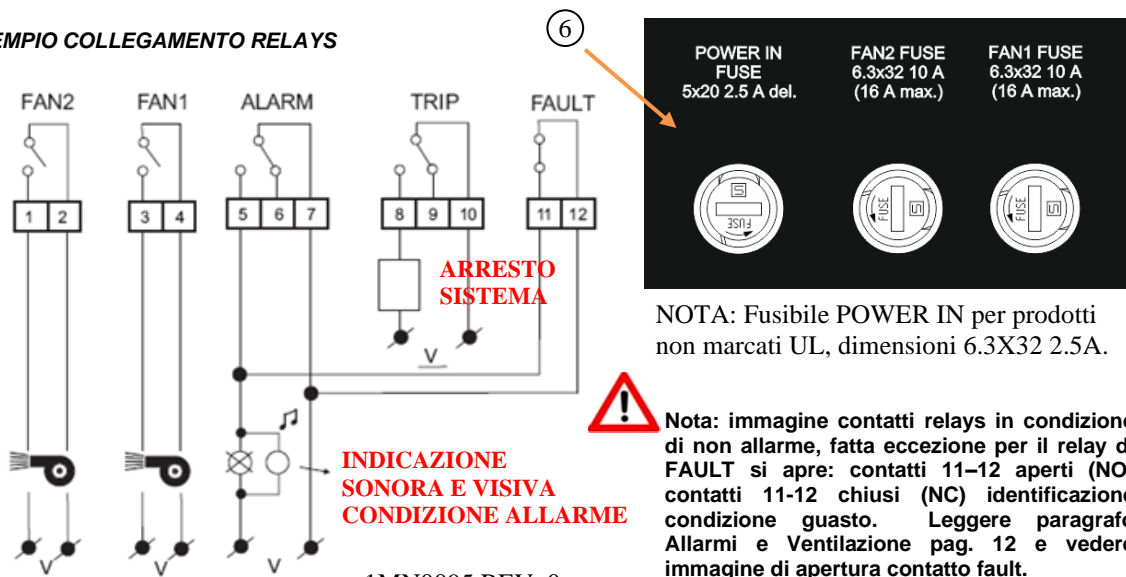 EMPIO COLLEGAMENTO RELAYS
6
FAN2
FAN1
ALARM
TRIP
FAULT
1 2
3 4
5 6 7
8 9 10
11 12
ARRESTO
SISTEMA
V
INDICAZIONE
SONORA E VISIVA
CONDIZIONE ALLARME
V
V
V
POWER IN
FUSE
5x20 2.5 A del.
FAN2 FUSE
6.3x32 10 A
(16 A max.)
FAN1 FUSE
6.3x32 10 A
(16 A max.)
FUSE
FUSE
FUSE
NOTA: Fusibile POWER IN per prodotti
non marcati UL, dimensioni 6.3X32 2.5A.
Nota: immagine contatti relays in condizione
di non allarme, fatta eccezione per il relay d
FAULT si apre: contatti 11–12 aperti (NO
contatti 11-12 chiusi (NC) identificazione
condizione guasto. Leggere paragrafo
Allarmi e Ventilazione pag. 12 e vedere
immagine di apertura contatto fault.